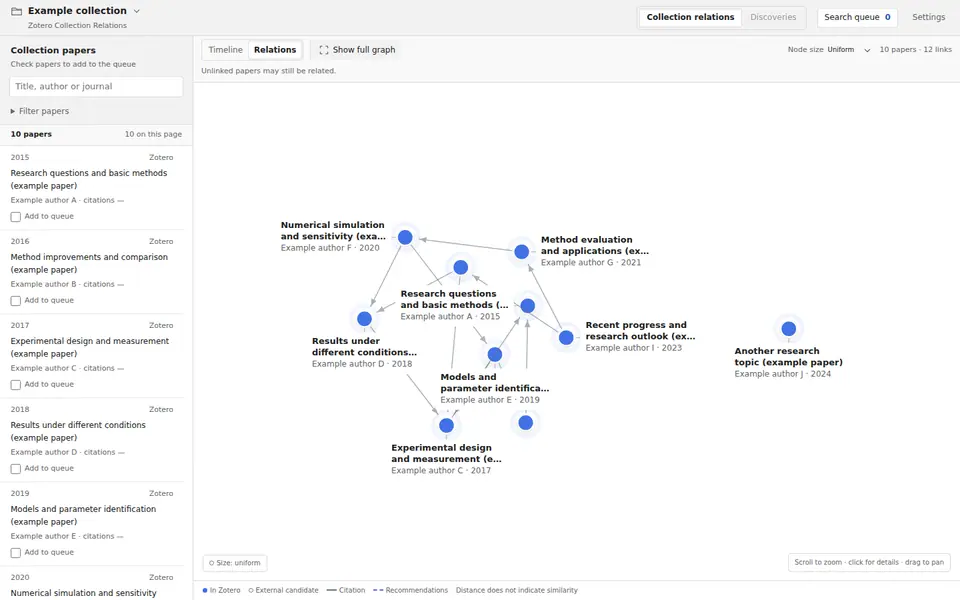 Example collection
Zotero Collection Relations
Collection relations
Discoveries
Search queue 0
Settings
Collection papers
Check papers to add to the queue
Title, author or journal
Filter papers
10 papers
10 on this page
2015
Zotero
Research questions and basic methods
(example paper)
Example author A · citations —
Add to queue
2016
Zotero
Method improvements and comparison
(example paper)
Example author B · citations —
Add to queue
2017
Zotero
Experimental design and measurement
(example paper)
Example author C · citations —
Add to queue
2018
Zotero
Results under different conditions
(example paper)
Example author D · citations —
Add to queue
2019
Zotero
Models and parameter identification
(example paper)
Example author E · citations —
Add to queue
2020
Zotero
Numerical simulation and sensitivity
Timeline
Relations
Show full graph
Node size Uniform
10 papers · 12 links
Unlinked papers may still be related.
Numerical simulation
and sensitivity (exa…
Example author F · 2020
Method evaluation
and applications (ex…
Example author G · 2021
Research questions
and basic methods (…
Example author A · 2015
Results under
different conditions…
Example author D · 2018
Recent progress and
research outlook (ex…
Example author I · 2023
Another research
topic (example paper)
Example author J · 2024
Models and
parameter identifica…
Example author E · 2019
Experimental design
and measurement (e…
Example author C · 2017
Size: uniform
Scroll to zoom · click for details · drag to pan
In Zotero
External candidate
Citation
Recommendations
Distance does not indicate similarity